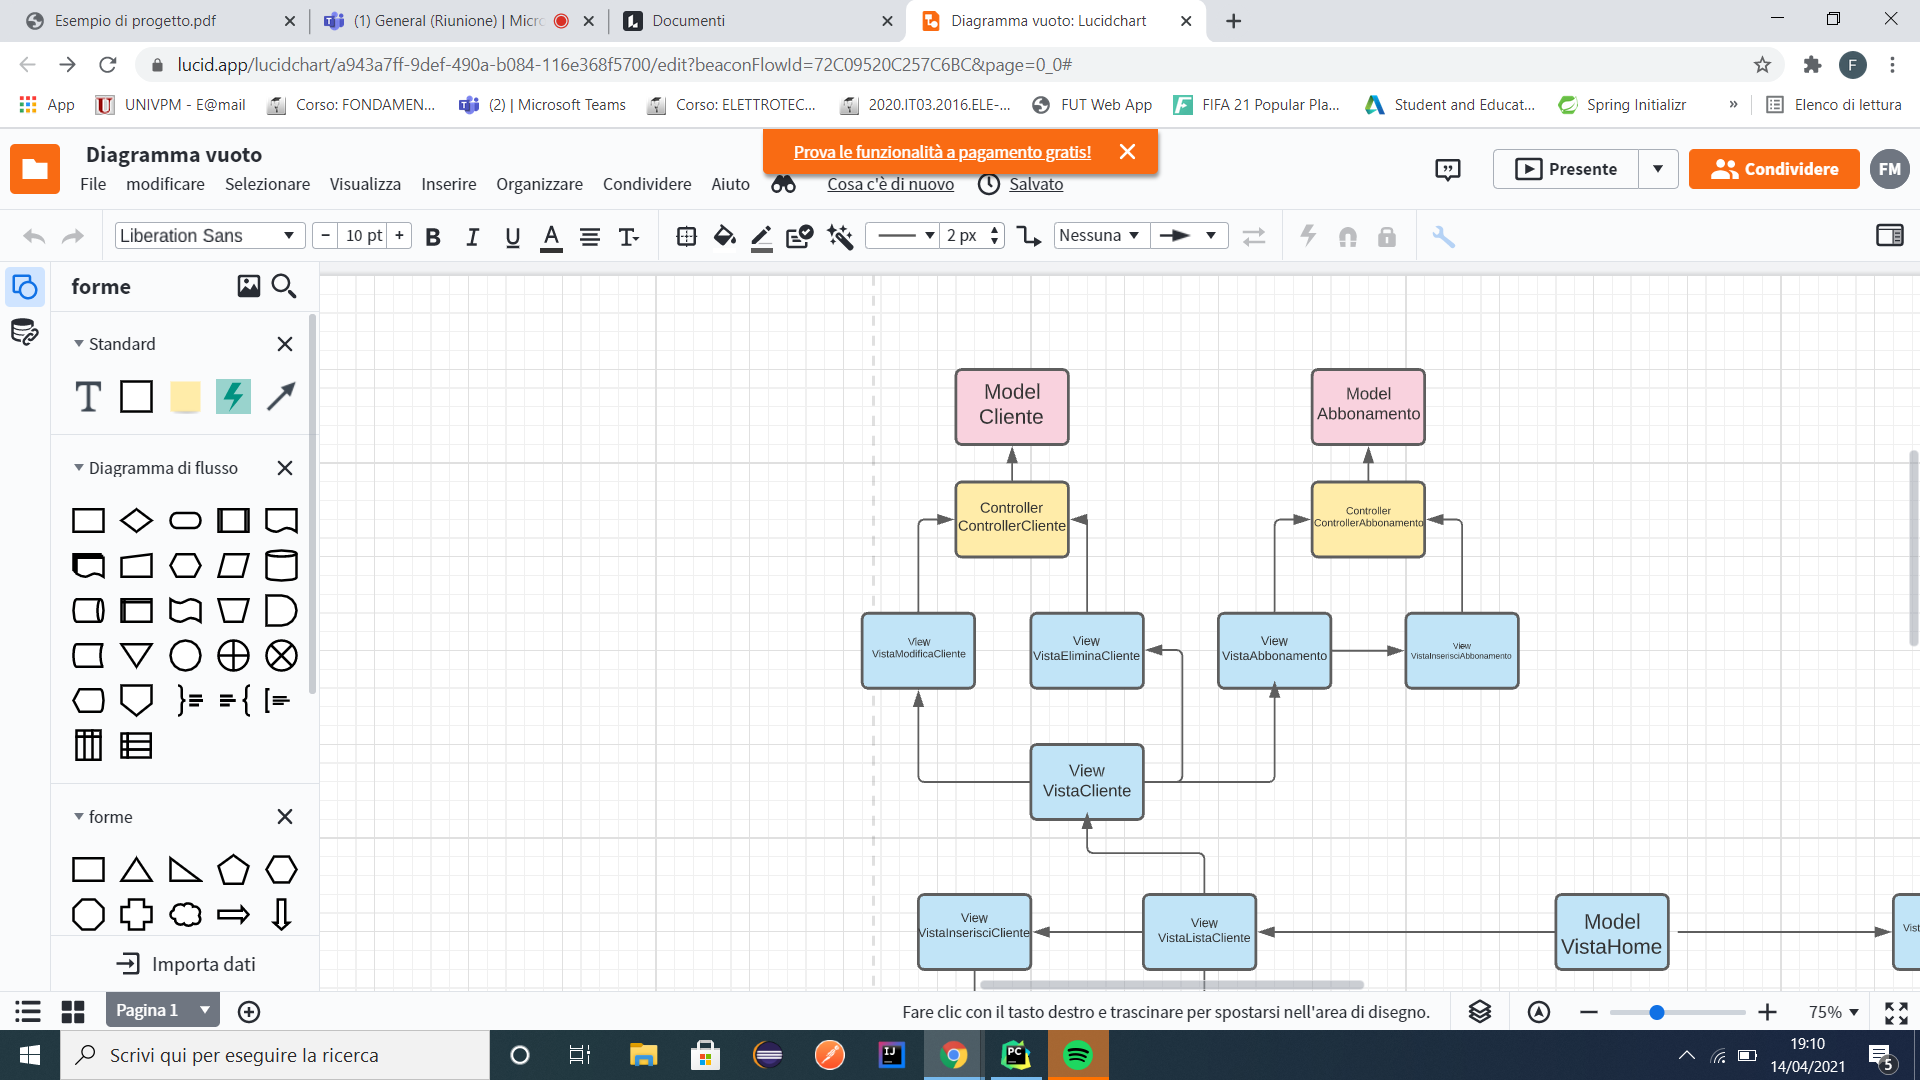 Esempio di progetto.pdf
(1) General (Riunione) | Micro
Documenti
Diagramma vuoto: Lucidchart
lucid.app/lucidchart/a943a7ff-9def-490a-b084-116e368f5700/edit?beaconFlowId=72C09520C257C6BC&page=0_0#
F
App
UNIVPM - E@mail
Corso: FONDAMEN...
(2) | Microsoft Teams
Corso: ELETTROTEC...
2020.IT03.2016.ELE-...
FUT Web App
FIFA 21 Popular Pla...
Student and Educat...
Spring Initializr
»
Elenco di lettura
Diagramma vuoto
Prova le funzionalità a pagamento gratis!
File
modificare
Selezionare
Visualizza
Inserire
Organizzare
Condividere
Aiuto
Cosa c'è di nuovo
Salvato
Presente
Condividere
FM
Liberation Sans
- 10 pt +
B I U A T
2 px
Nessuna
forme
Standard
T
Diagramma di flusso
forme
Importa dati
Model
Cliente
Model
Abbonamento
Controller
ControllerCliente
Controller
ControllerAbbonamento
View
VistaModificaCliente
View
VistaEliminaCliente
View
VistaAbbonamento
View
VistaInserisciAbbonamento
View
VistaCliente
View
VistaInserisciCliente
View
VistaListaCliente
Model
VistaHome
Vist
Pagina 1
Fare clic con il tasto destro e trascinare per spostarsi nell'area di disegno.
75%
Scrivi qui per eseguire la ricerca
IJ
PC
19:10
14/04/2021
5